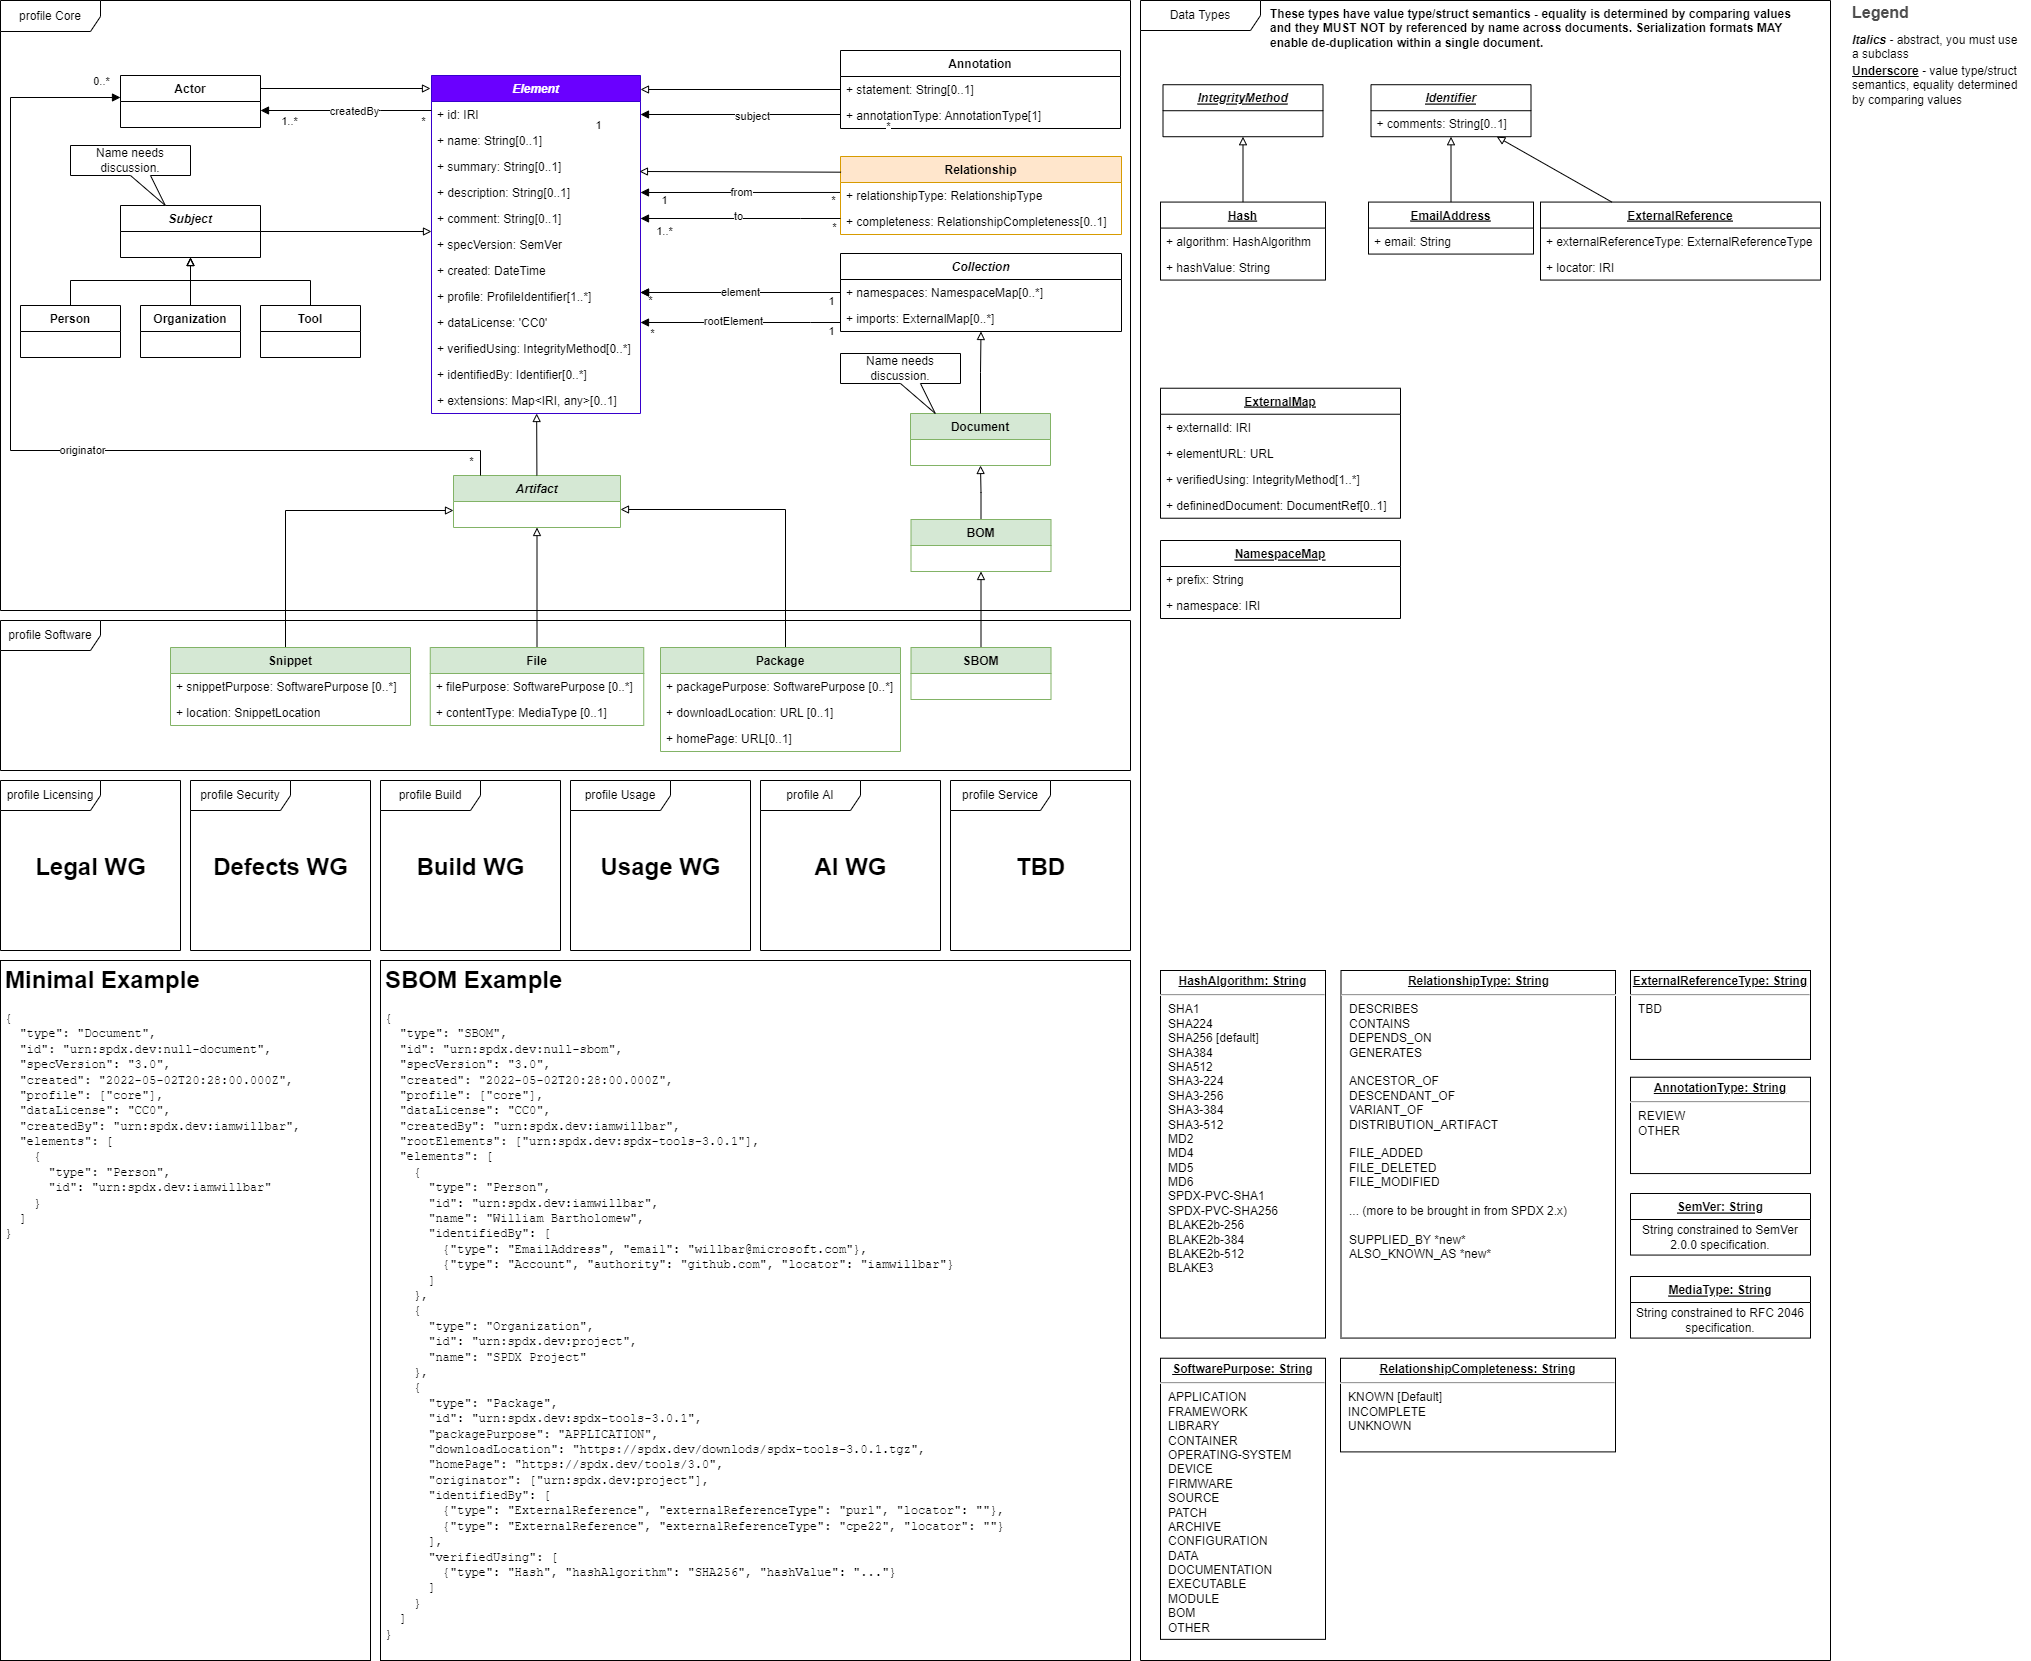 profile Core
Actor
0..*
1..*
createdBy
*
Name needs
discussion.
Subject
Person
Organization
Tool
originator
*
Element
+ id: IRI
1
+ name: String[0..1]
+ summary: String[0..1]
+ description: String[0..1]
+ comment: String[0..1]
+ specVersion: SemVer
+ created: DateTime
+ profile: ProfileIdentifier[1..*]
+ dataLicense: 'CC0'
+ verifiedUsing: IntegrityMethod[0..*]
+ identifiedBy: Identifier[0..*]
+ extensions: Map<IRI, any>[0..1]
Annotation
+ statement: String[0..1]
+ annotationType: AnnotationType[1]
subject
*
Relationship
+ relationshipType: RelationshipType
+ completeness: RelationshipCompleteness[0..1]
from
1
*
to
1..*
*
Collection
+ namespaces: NamespaceMap[0..*]
+ imports: ExternalMap[0..*]
element
*
1
rootElement
*
1
Name needs
discussion.
Document
BOM
Artifact
profile Software
Snippet
+ snippetPurpose: SoftwarePurpose [0..*]
+ location: SnippetLocation
File
+ filePurpose: SoftwarePurpose [0..*]
+ contentType: MediaType [0..1]
Package
+ packagePurpose: SoftwarePurpose [0..*]
+ downloadLocation: URL [0..1]
+ homePage: URL[0..1]
SBOM
profile Licensing
Legal WG
profile Security
Defects WG
profile Build
Build WG
profile Usage
Usage WG
profile AI
AI WG
profile Service
TBD
Minimal Example
{
"type": "Document",
"id": "urn:spdx.dev:null-document",
"specVersion": "3.0",
"created": "2022-05-02T20:28:00.000Z",
"profile": ["core"],
"dataLicense": "CC0",
"createdBy": "urn:spdx.dev:iamwillbar",
"elements": [
{
"type": "Person",
"id": "urn:spdx.dev:iamwillbar"
}
]
}
SBOM Example
{
"type": "SBOM",
"id": "urn:spdx.dev:null-sbom",
"specVersion": "3.0",
"created": "2022-05-02T20:28:00.000Z",
"profile": ["core"],
"dataLicense": "CC0",
"createdBy": "urn:spdx.dev:iamwillbar",
"rootElements": ["urn:spdx.dev:spdx-tools-3.0.1"],
"elements": [
{
"type": "Person",
"id": "urn:spdx.dev:iamwillbar",
"name": "William Bartholomew",
"identifiedBy": [
{"type": "EmailAddress", "email": "willbar@microsoft.com"},
{"type": "Account", "authority": "github.com", "locator": "iamwillbar"}
]
},
{
"type": "Organization",
"id": "urn:spdx.dev:project",
"name": "SPDX Project"
},
{
"type": "Package",
"id": "urn:spdx.dev:spdx-tools-3.0.1",
"packagePurpose": "APPLICATION",
"downloadLocation": "https://spdx.dev/downlods/spdx-tools-3.0.1.tgz",
"homePage": "https://spdx.dev/tools/3.0",
"originator": ["urn:spdx.dev:project"],
"identifiedBy": [
{"type": "ExternalReference", "externalReferenceType": "purl", "locator": ""},
{"type": "ExternalReference", "externalReferenceType": "cpe22", "locator": ""}
],
"verifiedUsing": [
{"type": "Hash", "hashAlgorithm": "SHA256", "hashValue": "..."}
]
}
]
}
Data Types
These types have value type/struct semantics - equality is determined by comparing values
and they MUST NOT by referenced by name across documents. Serialization formats MAY
enable de-duplication within a single document.
IntegrityMethod
Identifier
+ comments: String[0..1]
Hash
+ algorithm: HashAlgorithm
+ hashValue: String
EmailAddress
+ email: String
ExternalReference
+ externalReferenceType: ExternalReferenceType
+ locator: IRI
ExternalMap
+ externalId: IRI
+ elementURL: URL
+ verifiedUsing: IntegrityMethod[1..*]
+ defininedDocument: DocumentRef[0..1]
NamespaceMap
+ prefix: String
+ namespace: IRI
HashAlgorithm: String
SHA1
SHA224
SHA256 [default]
SHA384
SHA512
SHA3-224
SHA3-256
SHA3-384
SHA3-512
MD2
MD4
MD5
MD6
SPDX-PVC-SHA1
SPDX-PVC-SHA256
BLAKE2b-256
BLAKE2b-384
BLAKE2b-512
BLAKE3
RelationshipType: String
DESCRIBES
CONTAINS
DEPENDS_ON
GENERATES
ANCESTOR_OF
DESCENDANT_OF
VARIANT_OF
DISTRIBUTION_ARTIFACT
FILE_ADDED
FILE_DELETED
FILE_MODIFIED
... (more to be brought in from SPDX 2.x)
SUPPLIED_BY *new*
ALSO_KNOWN_AS *new*
ExternalReferenceType: String
TBD
AnnotationType: String
REVIEW
OTHER
SemVer: String
String constrained to SemVer
2.0.0 specification.
MediaType: String
String constrained to RFC 2046
specification.
SoftwarePurpose: String
APPLICATION
FRAMEWORK
LIBRARY
CONTAINER
OPERATING-SYSTEM
DEVICE
FIRMWARE
SOURCE
PATCH
ARCHIVE
CONFIGURATION
DATA
DOCUMENTATION
EXECUTABLE
MODULE
BOM
OTHER
RelationshipCompleteness: String
KNOWN [Default]
INCOMPLETE
UNKNOWN
Legend
Italics - abstract, you must use
a subclass
Underscore - value type/struct
semantics, equality determined
by comparing values